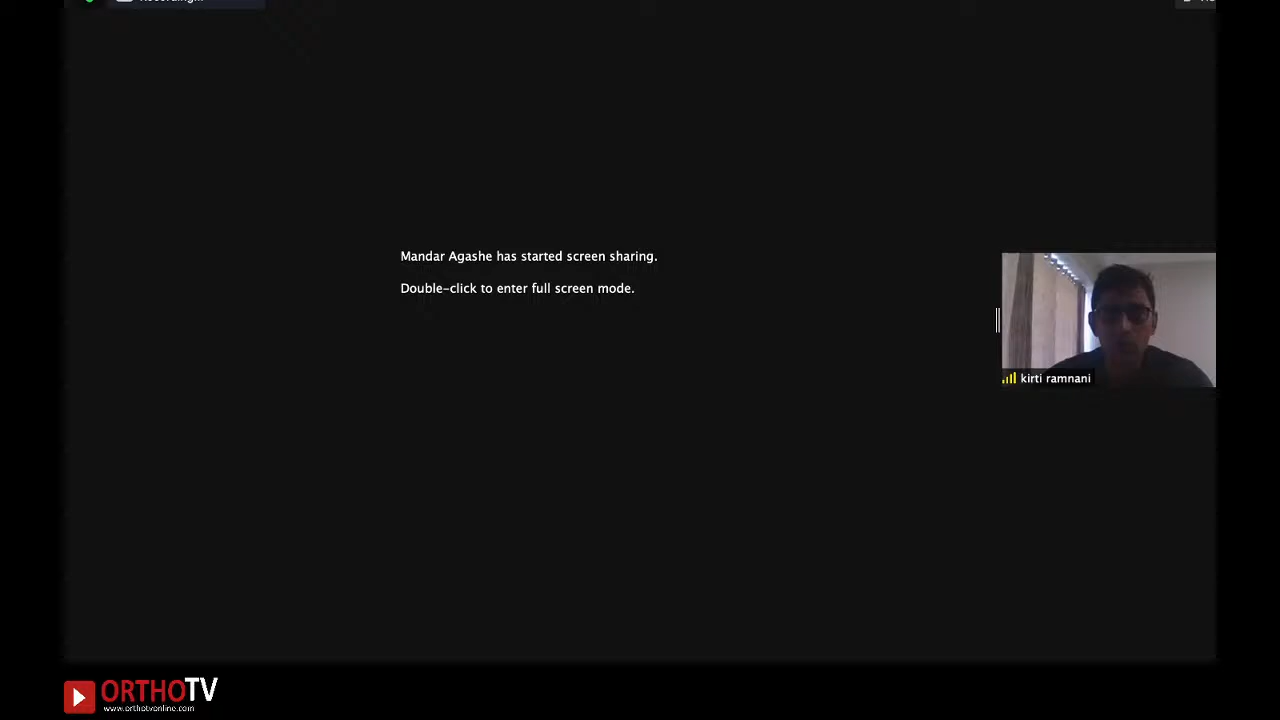 Mandar Agashe has started screen sharing.
Double-click to enter full screen mode.
kirti ramnani
ORTHOTV
www.orthotvonline.com